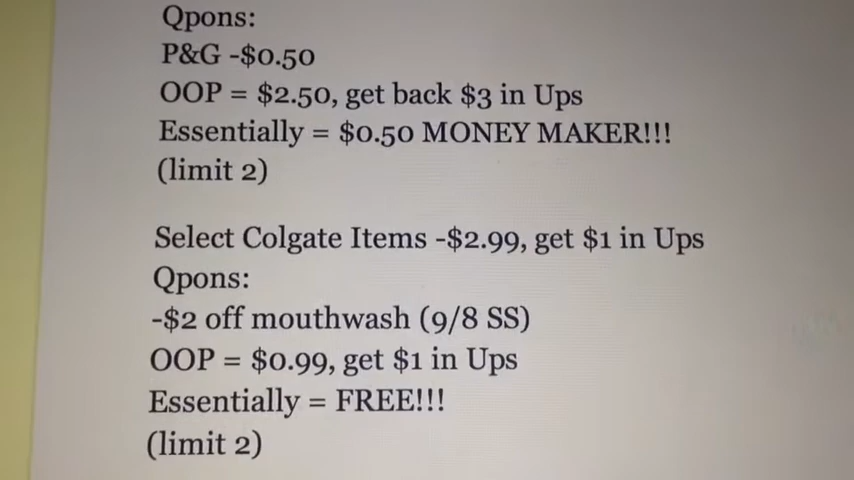 Qpons:
P&G -$0.50
OOP = $2.50, get back $3 in Ups
Essentially = $0.50 MONEY MAKER!!!
(limit 2)
Select Colgate Items -$2.99, get $1 in Ups
Qpons:
-$2 off mouthwash (9/8 SS)
OOP = $0.99, get $1 in Ups
Essentially = FREE!!!
(limit 2)